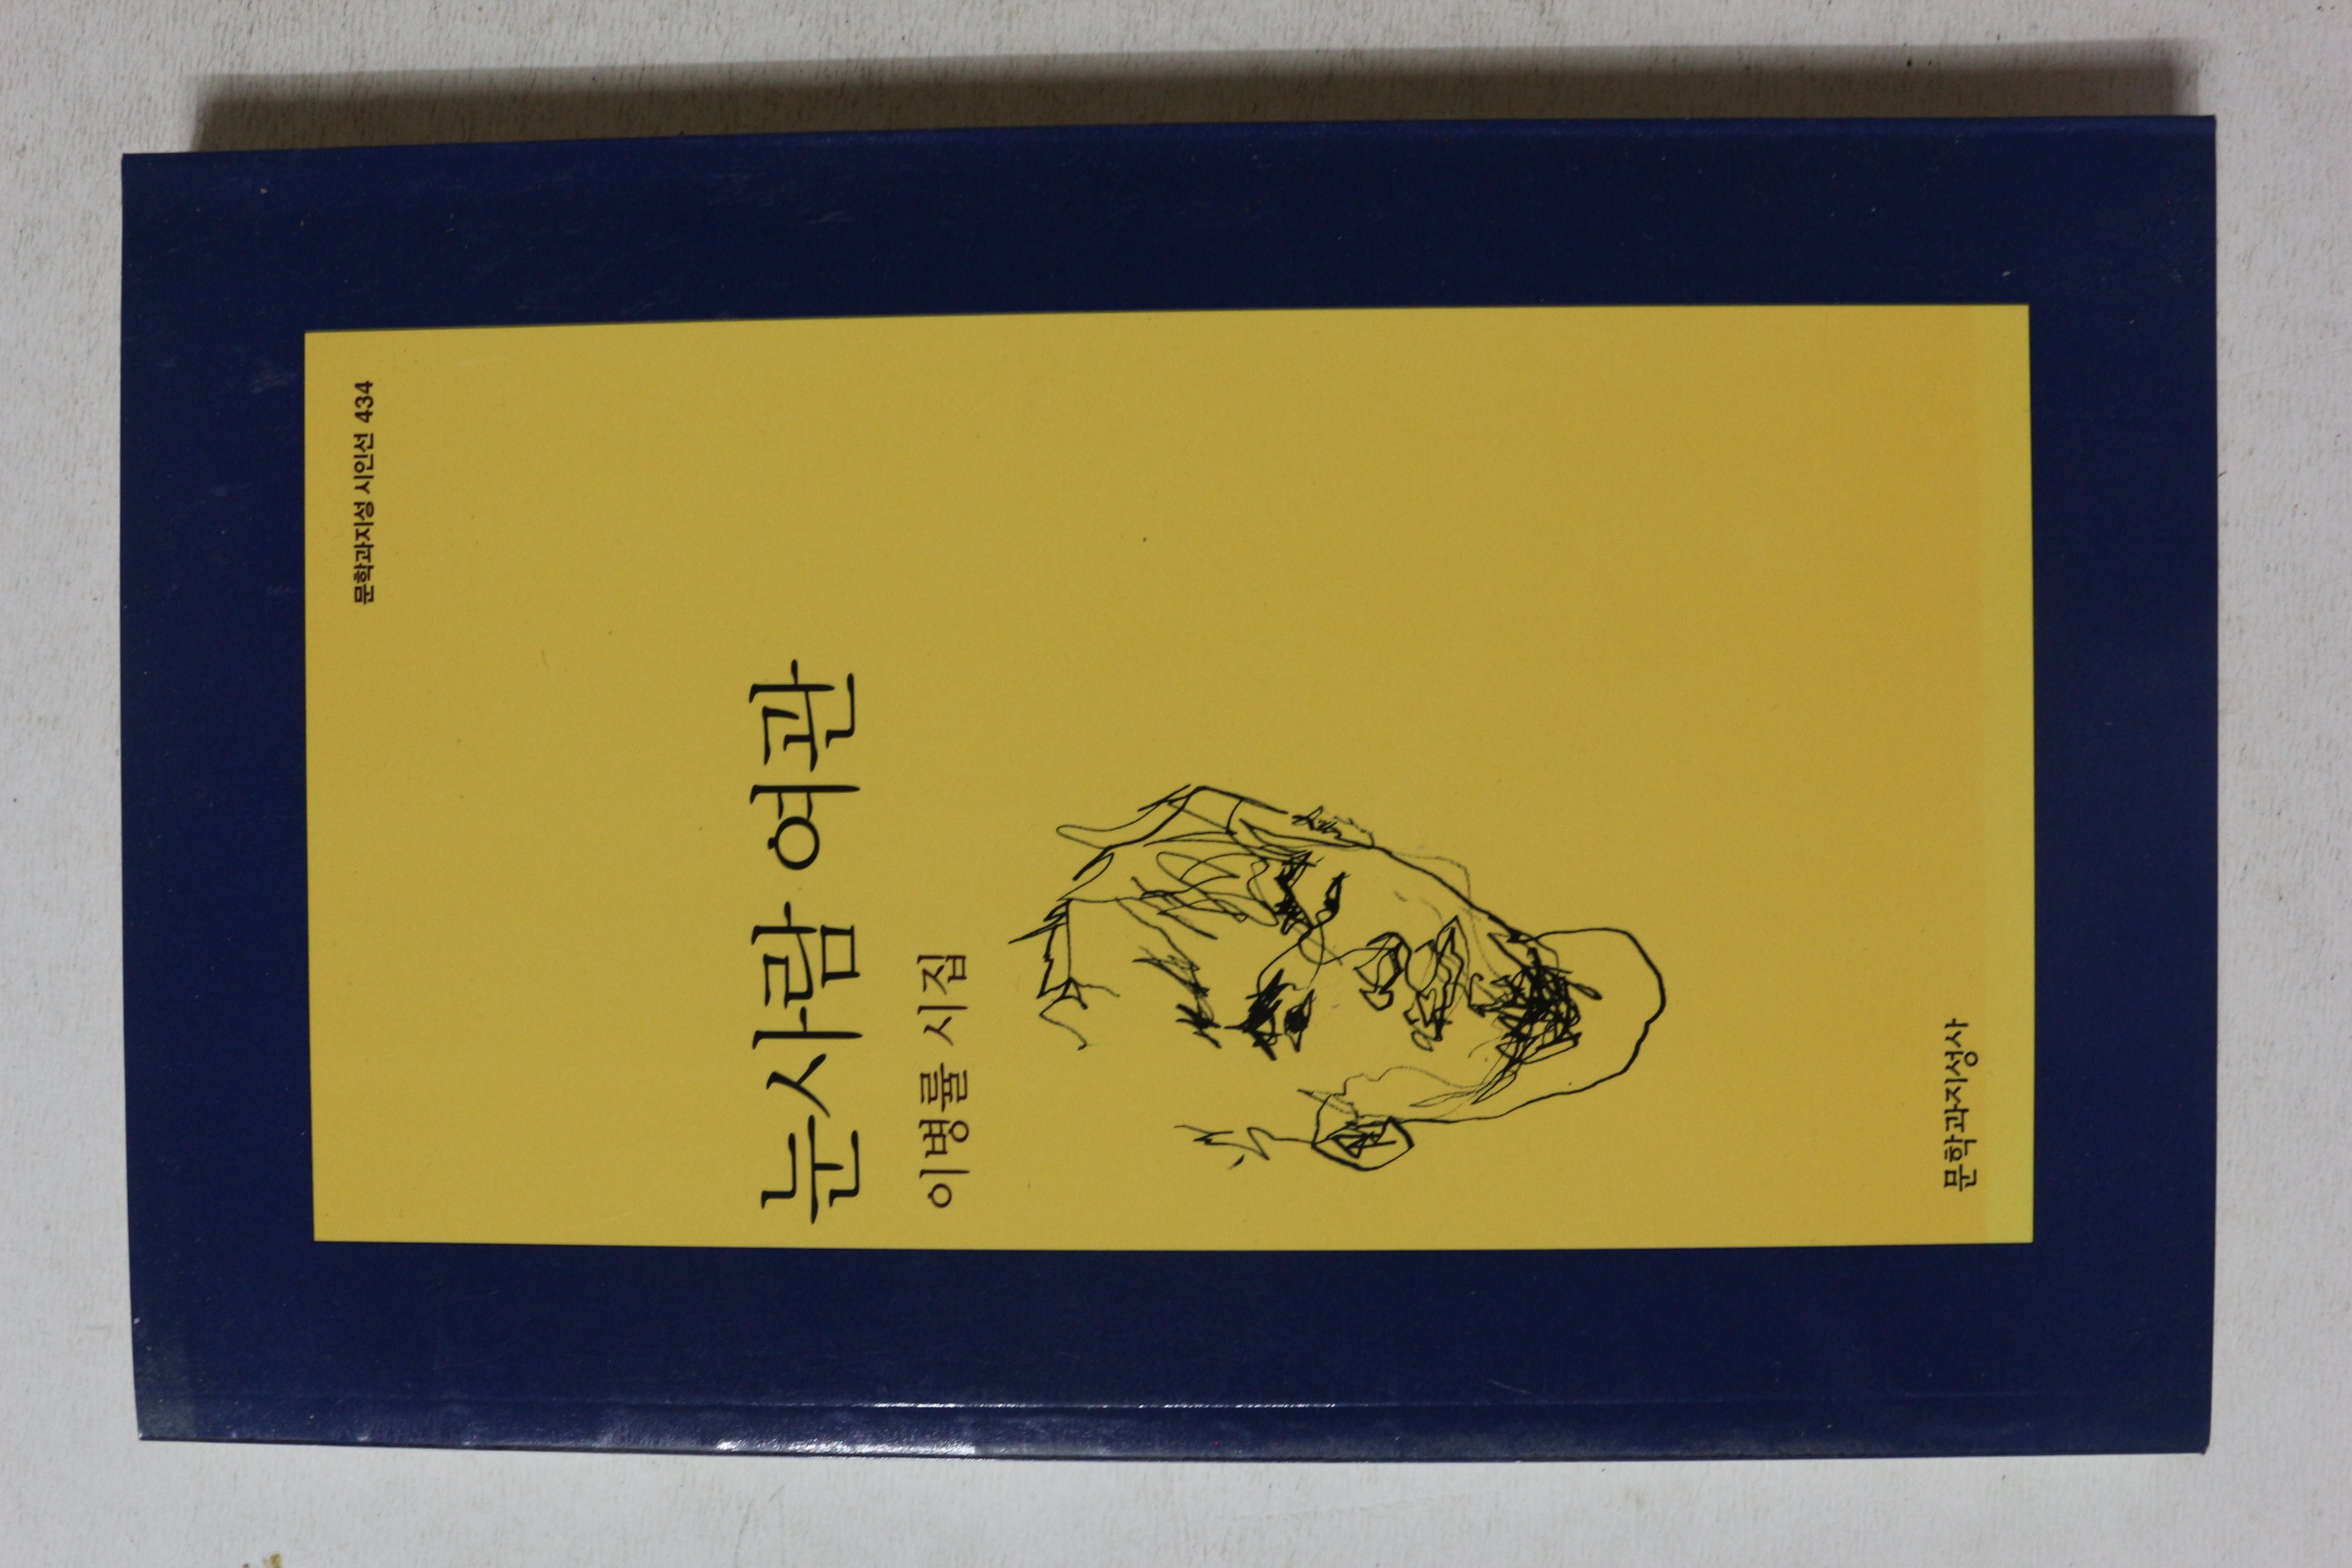 문학과지성 시인선 434
눈사람 여관
이병률 시집
문학과지성사